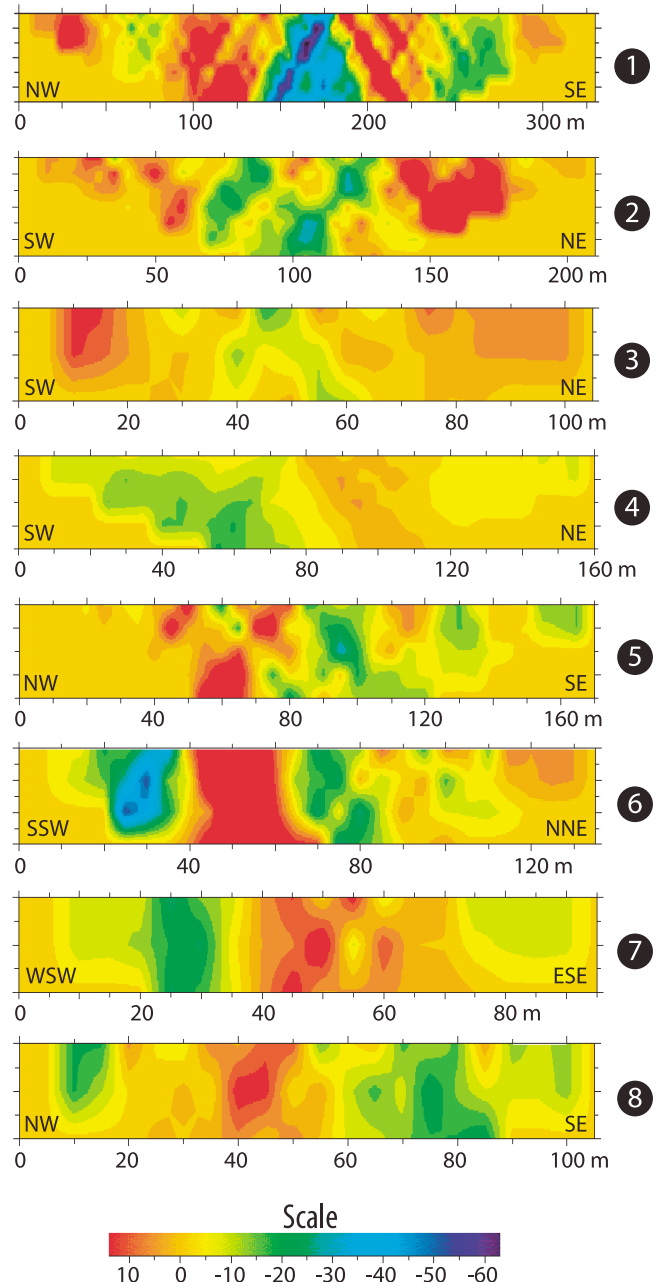 1
NW SE
0 100 200 300 m
2
SW NE
0 50 100 150 200 m
3
SW NE
0 20 40 60 80 100 m
4
SW NE
0 40 80 120 160 m
5
NW SE
0 40 80 120 160 m
6
SSW NNE
0 40 80 120 m
7
WSW ESE
0 20 40 60 80 m
8
NW SE
0 20 40 60 80 100 m
Scale
10 0 -10 -20 -30 -40 -50 -60